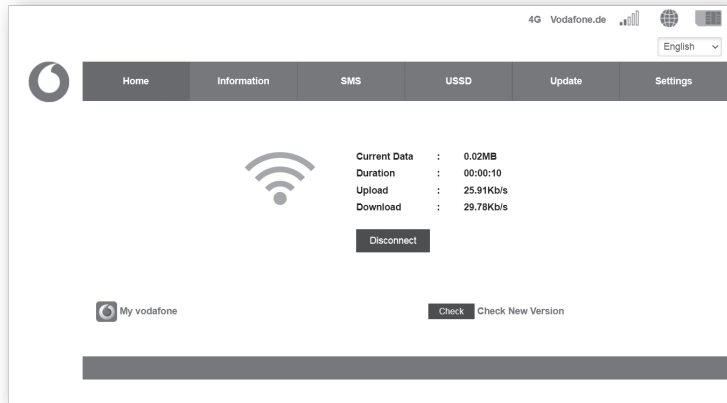 4G Vodafone.de
English
Home Information SMS USSD Update Settings
Current Data : 0.02MB
Duration : 00:00:10
Upload : 25.91Kb/s
Download : 29.78Kb/s
Disconnect
My vodafone Check Check New Version